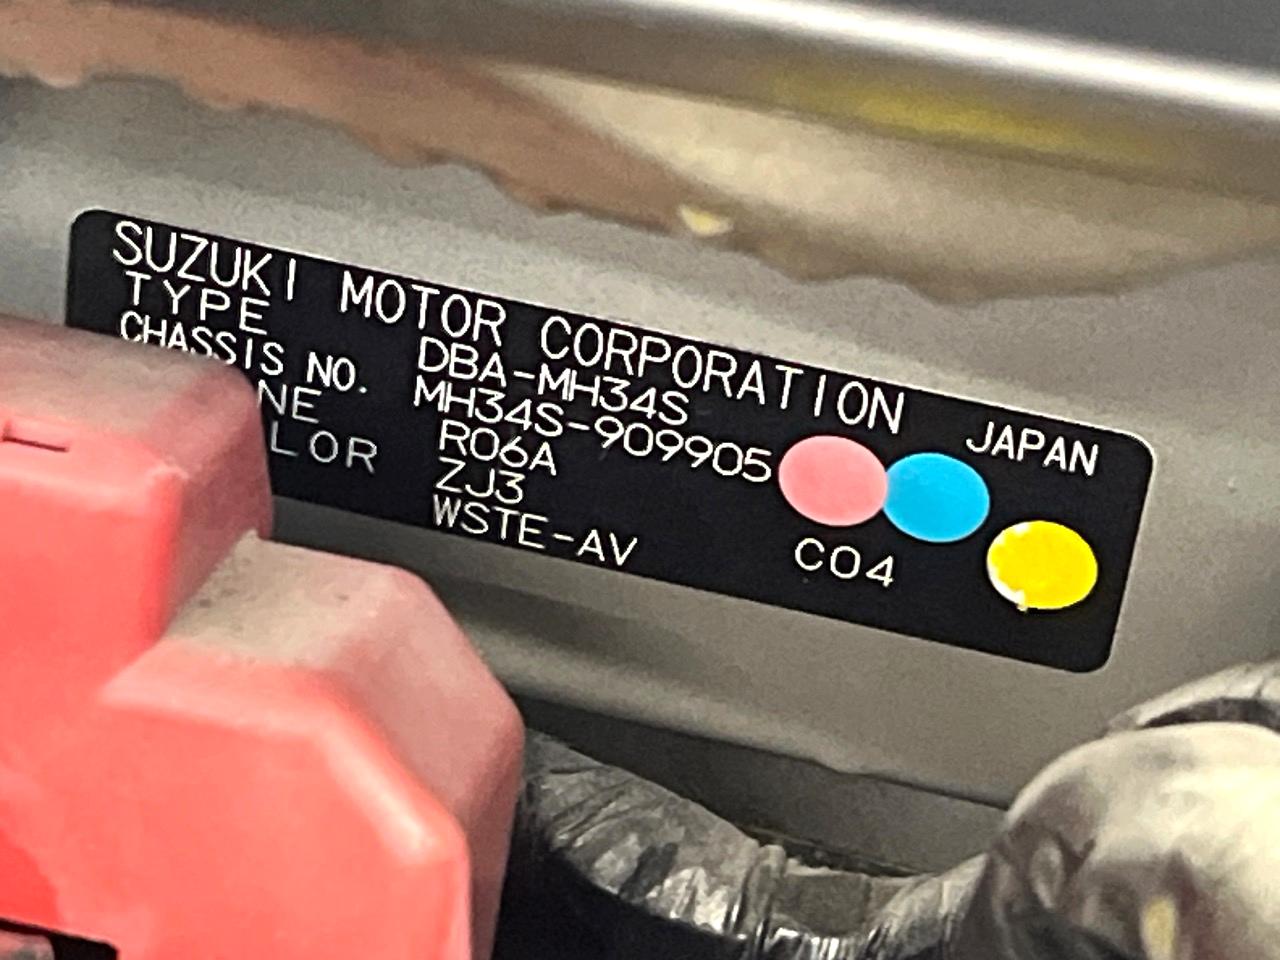 SUZUKI MOTOR CORPORATION JAPAN
TYPE DBA-MH34S
CHASSIS NO. MH34S-909905
NE R06A
LOR ZJ3
WSTE-AV C04